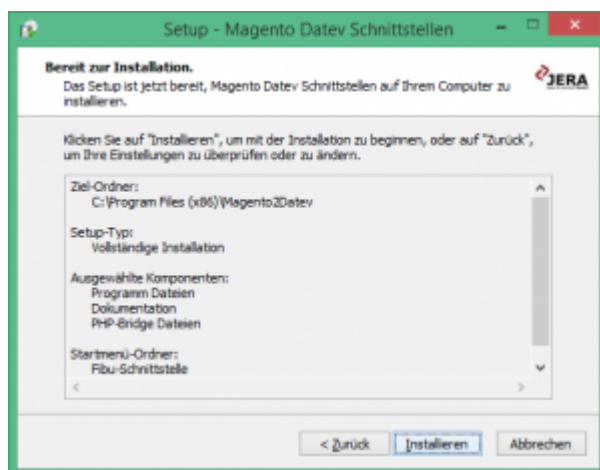 Setup - Magento Datev Schnittstellen
Bereit zur Installation.
Das Setup ist jetzt bereit, Magento Datev Schnittstellen auf Ihrem Computer zu
installieren.
JERA
Klicken Sie auf "Installieren", um mit der Installation zu beginnen, oder auf "Zurück",
um Ihre Einstellungen zu überprüfen oder zu ändern.
Ziel-Ordner:
C:\Program Files (x86)\Magento2Datev
Setup-Typ:
Vollständige Installation
Ausgewählte Komponenten:
Programm Dateien
Dokumentation
PHP-Bridge Dateien
Startmenü-Ordner:
Fibu-Schnittstelle
< Zurück
Installieren
Abbrechen